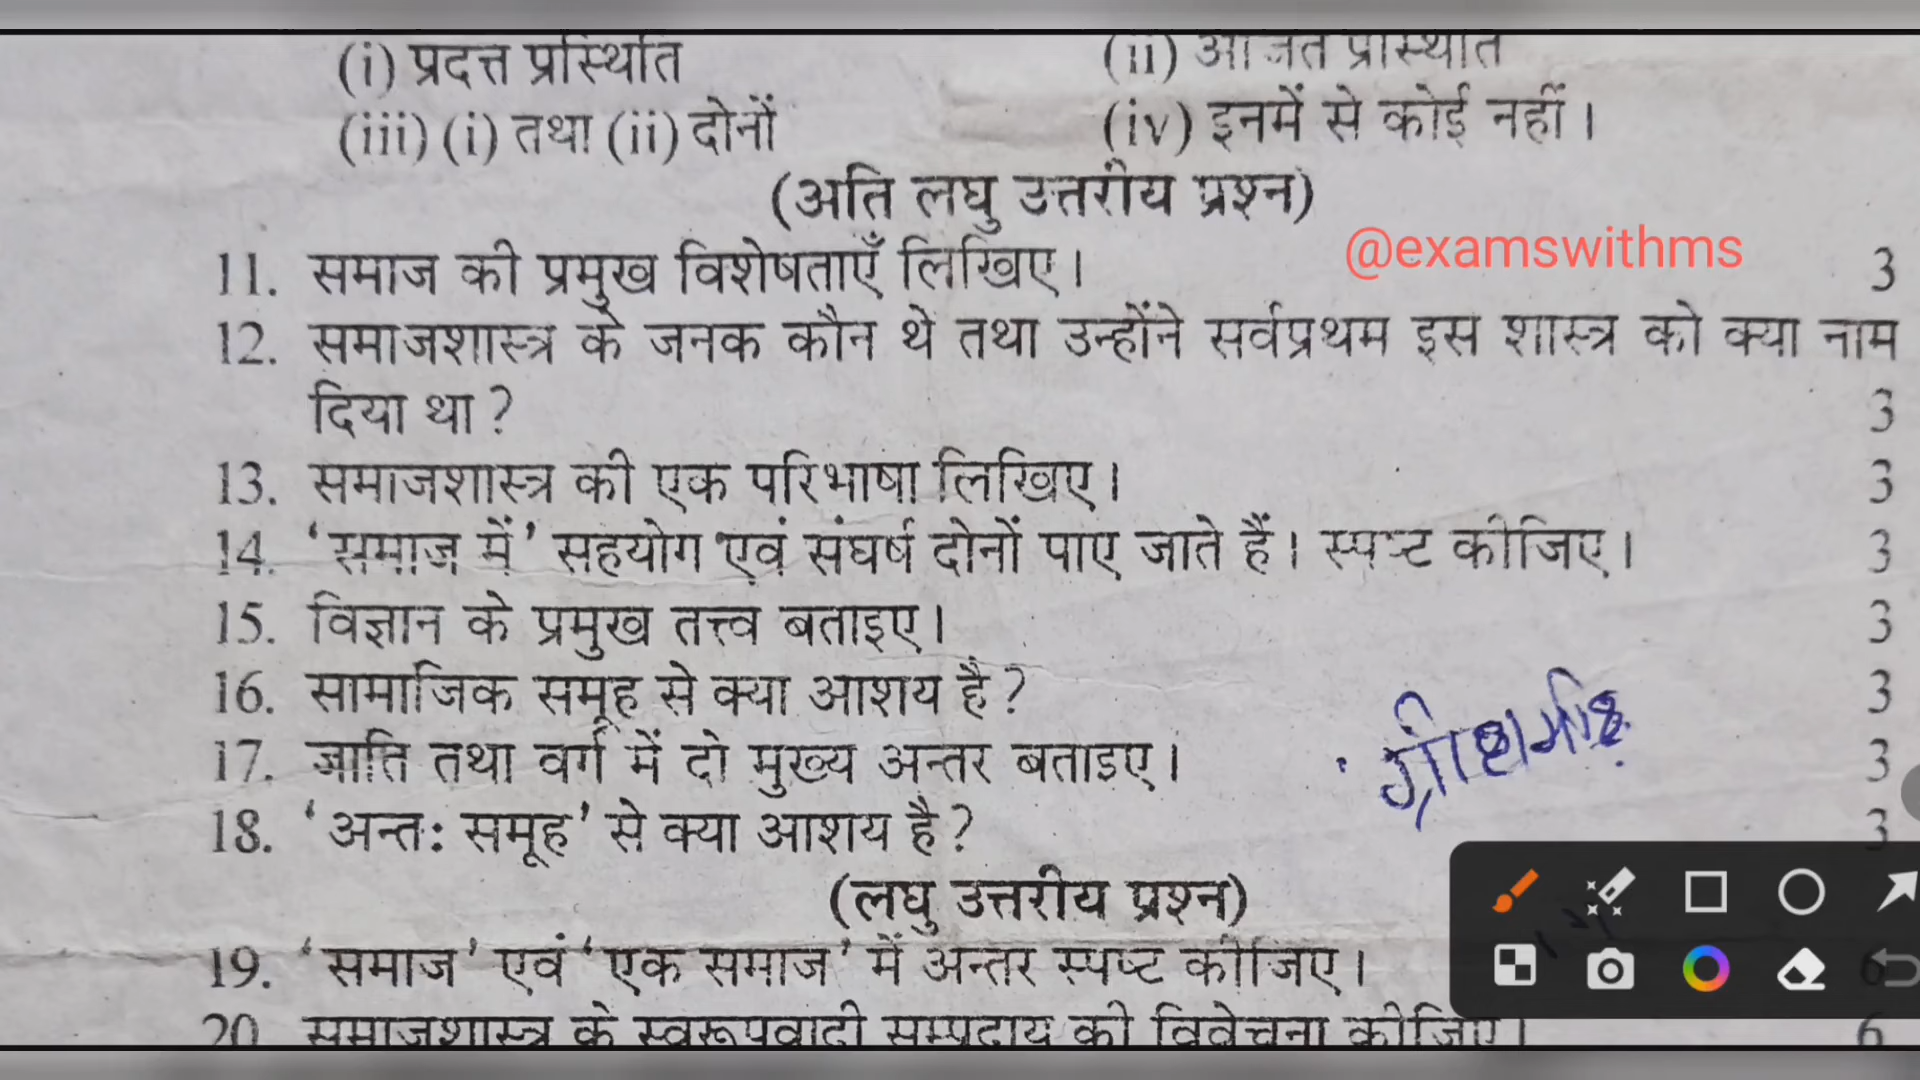 (i) प्रदत्त प्रस्थिति (ii) अर्जित प्रस्थिति
(iii) (i) तथा (ii) दोनों (iv) इनमें से कोई नहीं।
(अति लघु उत्तरीय प्रश्न)
@examswithms
11. समाज की प्रमुख विशेषताएँ लिखिए। 3
12. समाजशास्त्र के जनक कौन थे तथा उन्होंने सर्वप्रथम इस शास्त्र को क्या नाम
दिया था? 3
13. समाजशास्त्र की एक परिभाषा लिखिए। 3
14. 'समाज में' सहयोग एवं संघर्ष दोनों पाए जाते हैं। स्पष्ट कीजिए। 3
15. विज्ञान के प्रमुख तत्त्व बताइए। 3
16. सामाजिक समूह से क्या आशय है? 3
17. जाति तथा वर्ग में दो मुख्य अन्तर बताइए। 3
18. 'अन्तः समूह' से क्या आशय है? 3
(लघु उत्तरीय प्रश्न)
19. 'समाज' एवं 'एक समाज' में अन्तर स्पष्ट कीजिए। 6
20. समाजशास्त्र के स्वरूपवादी सम्प्रदाय की विवेचना कीजिए। 6